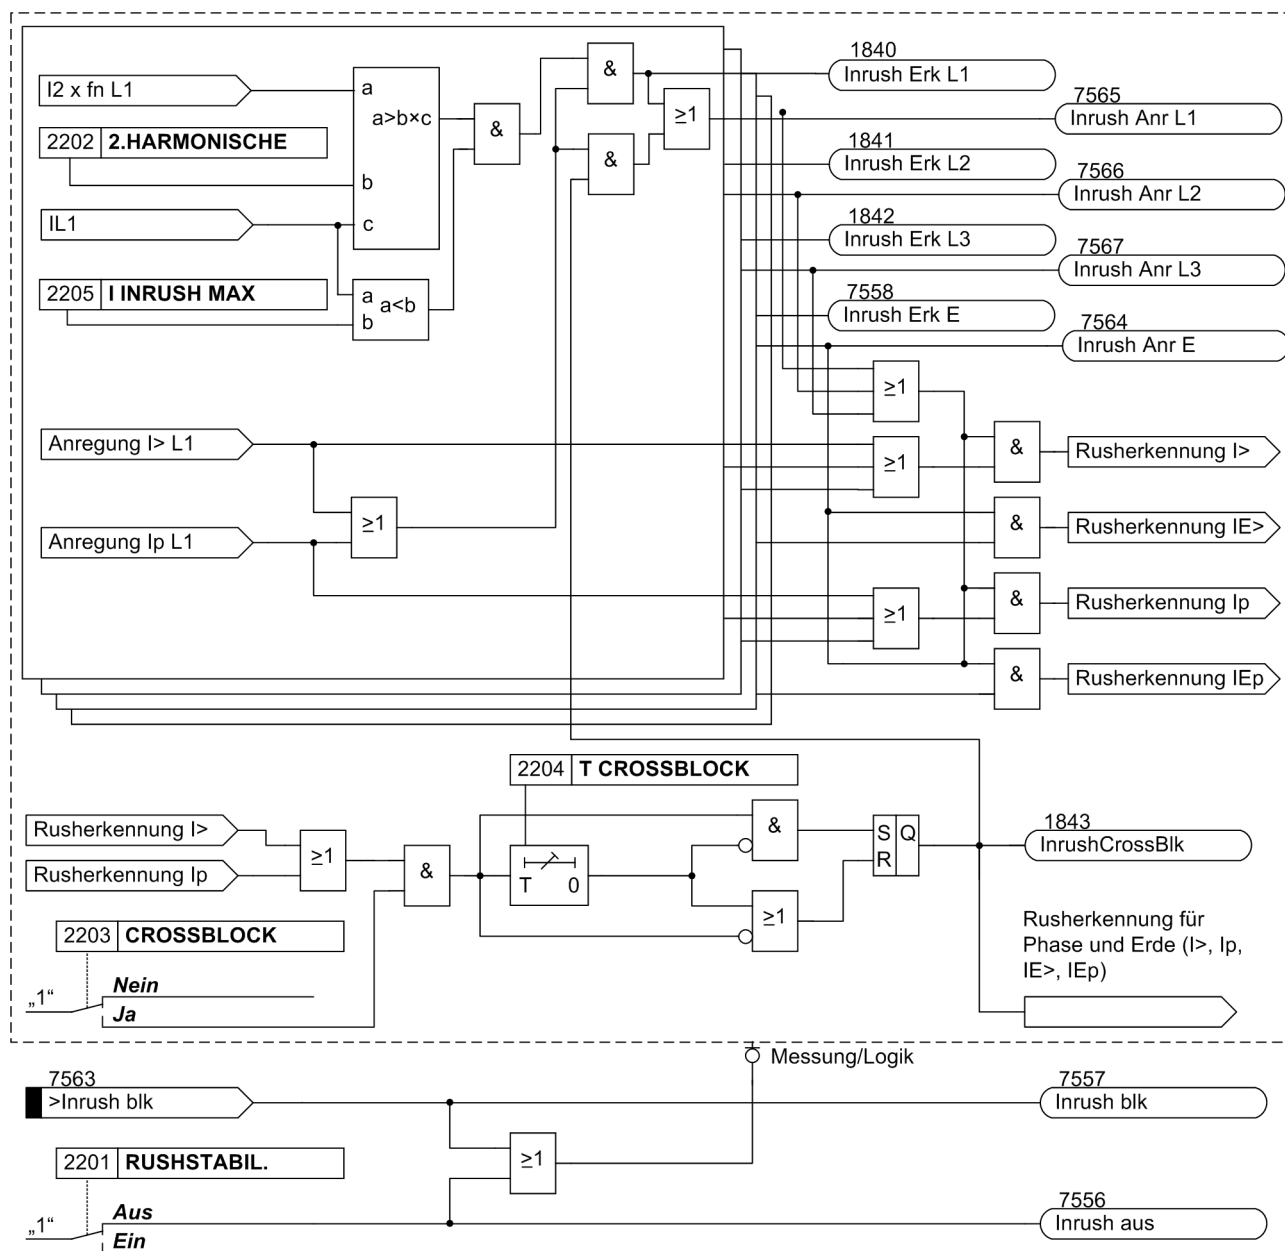 1840
Inrush Erk L1
I2 x fn L1
a
a>b×c
&
&
≥1
7565
Inrush Anr L1
2202 2.HARMONISCHE
&
1841
Inrush Erk L2
b
7566
Inrush Anr L2
IL1
c
1842
Inrush Erk L3
7567
Inrush Anr L3
2205 I INRUSH MAX
a
a<b
b
7558
Inrush Erk E
7564
Inrush Anr E
≥1
Anregung I> L1
≥1
&
Rusherkennung I>
≥1
&
Rusherkennung IE>
Anregung Ip L1
≥1
&
Rusherkennung Ip
&
Rusherkennung IEp
2204 T CROSSBLOCK
Rusherkennung I>
&
S Q
R
1843
InrushCrossBlk
≥1
Rusherkennung Ip
&
T 0
≥1
2203 CROSSBLOCK
Rusherkennung für
Phase und Erde (I>, Ip,
IE>, IEp)
Nein
„1“
Ja
Messung/Logik
7563
>Inrush blk
7557
Inrush blk
2201 RUSHSTABIL.
≥1
Aus
„1“
Ein
7556
Inrush aus